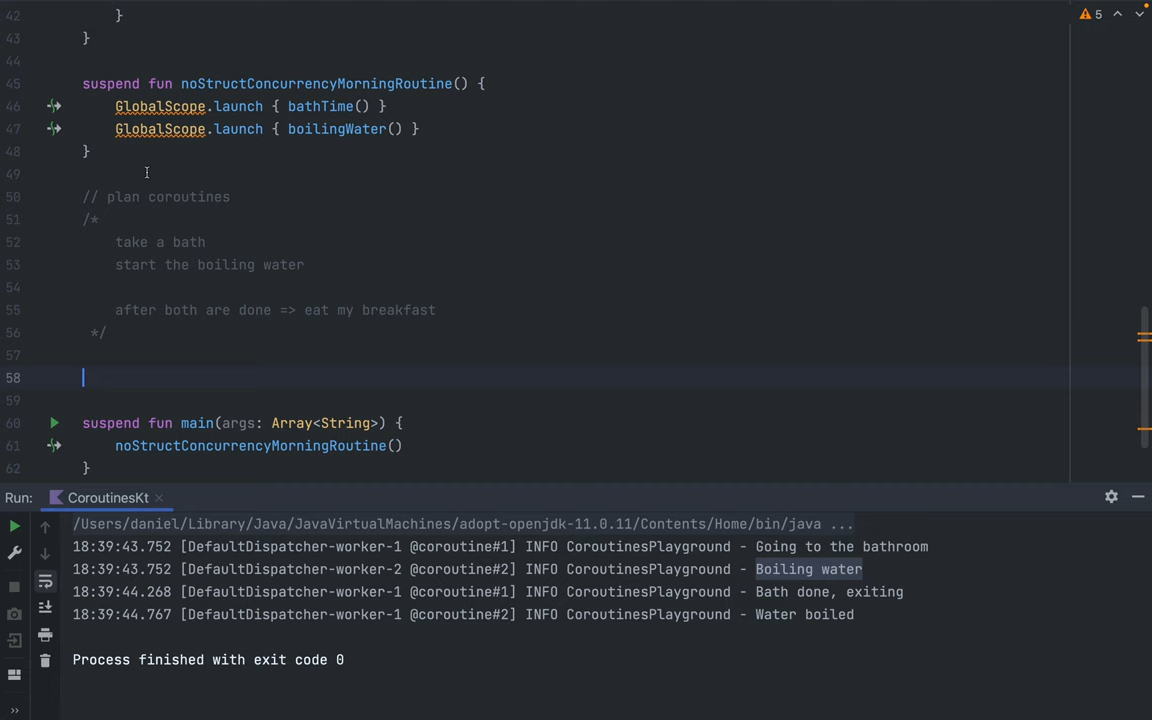 42 }
5
43 }
44
45 suspend fun noStructConcurrencyMorningRoutine() {
46 GlobalScope.launch { bathTime() }
47 GlobalScope.launch { boilingWater() }
48 }
49
50 // plan coroutines
51 /*
52 take a bath
53 start the boiling water
54
55 after both are done => eat my breakfast
56 */
57
58
59
60 suspend fun main(args: Array<String>) {
61 noStructConcurrencyMorningRoutine()
62 }
Run: CoroutinesKt ×
/Users/daniel/Library/Java/JavaVirtualMachines/adopt-openjdk-11.0.11/Contents/Home/bin/java ...
18:39:43.752 [DefaultDispatcher-worker-1 @coroutine#1] INFO CoroutinesPlayground - Going to the bathroom
18:39:43.752 [DefaultDispatcher-worker-2 @coroutine#2] INFO CoroutinesPlayground - Boiling water
18:39:44.268 [DefaultDispatcher-worker-1 @coroutine#1] INFO CoroutinesPlayground - Bath done, exiting
18:39:44.767 [DefaultDispatcher-worker-1 @coroutine#2] INFO CoroutinesPlayground - Water boiled
Process finished with exit code 0